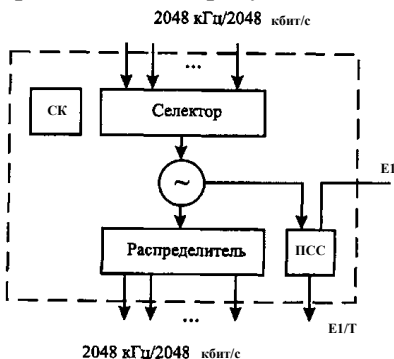 2048 кГц/2048 кбит/с
...
СК
Селектор
~
E1
Распределитель
ПСС
...
E1/T
2048 кГц/2048 кбит/с